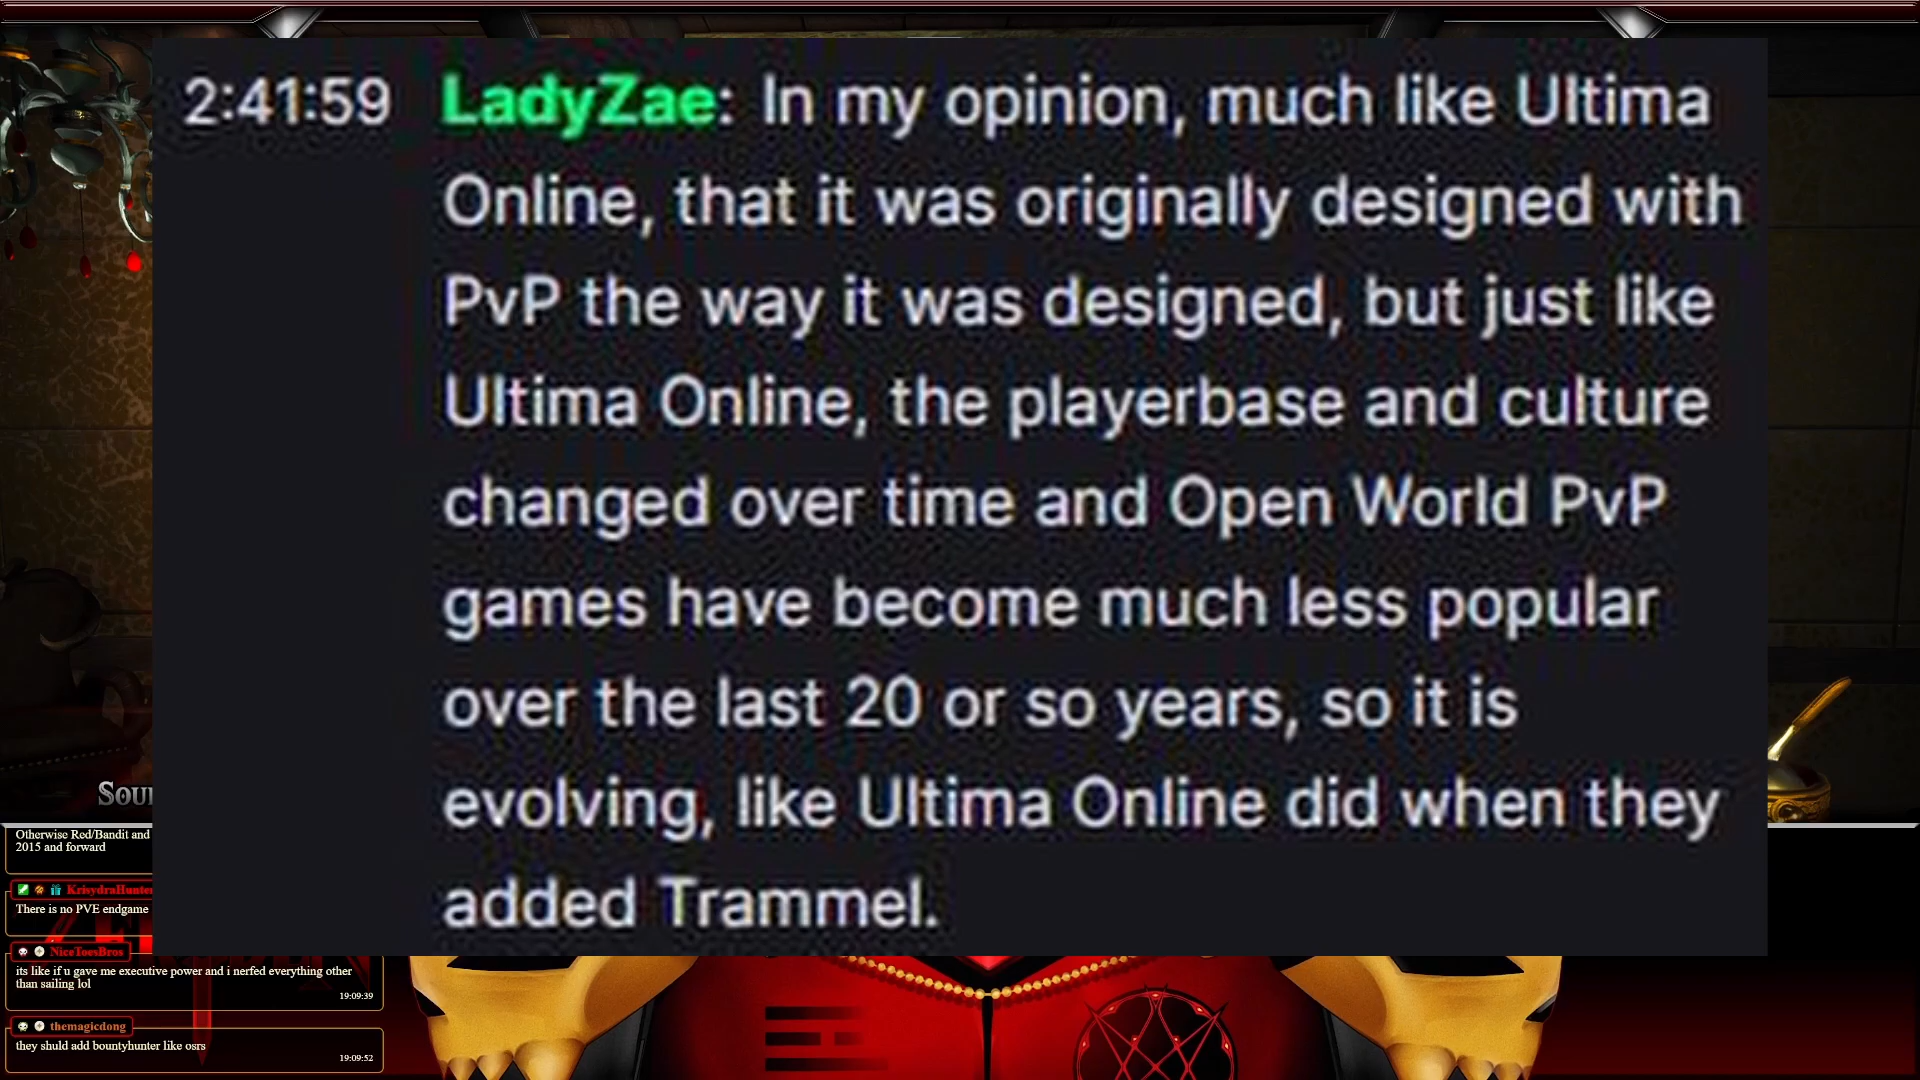 2:41:59 LadyZae: In my opinion, much like Ultima
Online, that it was originally designed with
PvP the way it was designed, but just like
Ultima Online, the playerbase and culture
changed over time and Open World PvP
games have become much less popular
over the last 20 or so years, so it is
evolving, like Ultima Online did when they
added Trammel.
Otherwise Red/Bandit and
2015 and forward
KrisydraHunter
There is no PVE endgame
NiceToesBros
its like if u gave me executive power and i nerfed everything other
than sailing lol
19:09:39
themagicdong
they shuld add bountyhunter like osrs
19:09:52